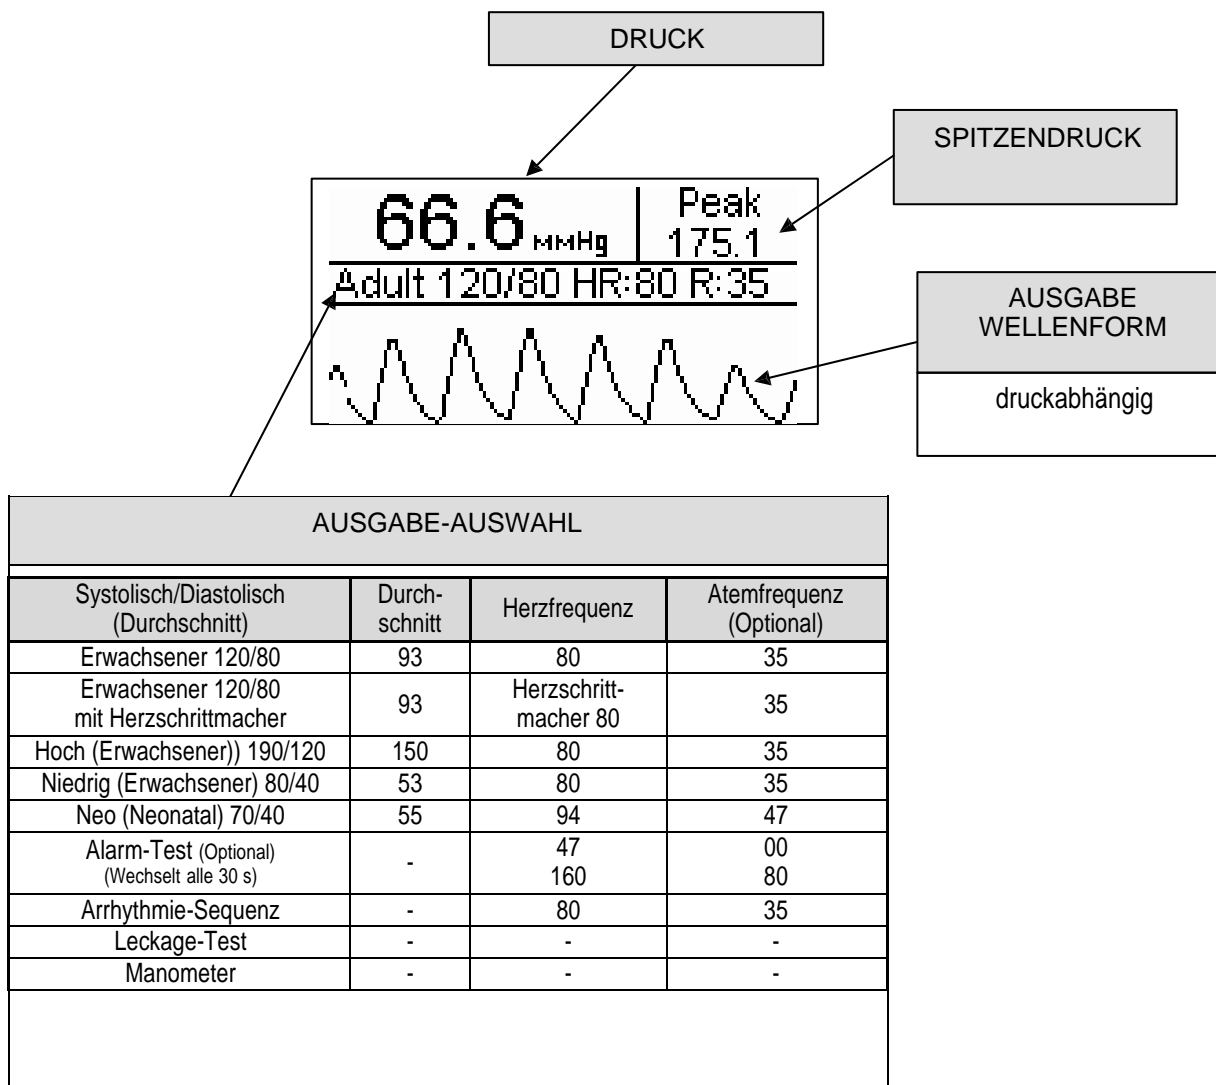 DRUCK
SPITZENDRUCK
66.6 MMHg
Peak
175.1
Adult 120/80 HR:80 R:35
AUSGABE
WELLENFORM
druckabhängig
AUSGABE-AUSWAHL
Systolisch/Diastolisch
(Durchschnitt)
Durch-
schnitt
Herzfrequenz
Atemfrequenz
(Optional)
Erwachsener 120/80 93 80 35
Erwachsener 120/80
mit Herzschrittmacher
93
Herzschritt-
macher 80
35
Hoch (Erwachsener)) 190/120 150 80 35
Niedrig (Erwachsener) 80/40 53 80 35
Neo (Neonatal) 70/40 55 94 47
Alarm-Test (Optional)
(Wechselt alle 30 s)
-
47
160
00
80
Arrhythmie-Sequenz - 80 35
Leckage-Test - - -
Manometer - - -